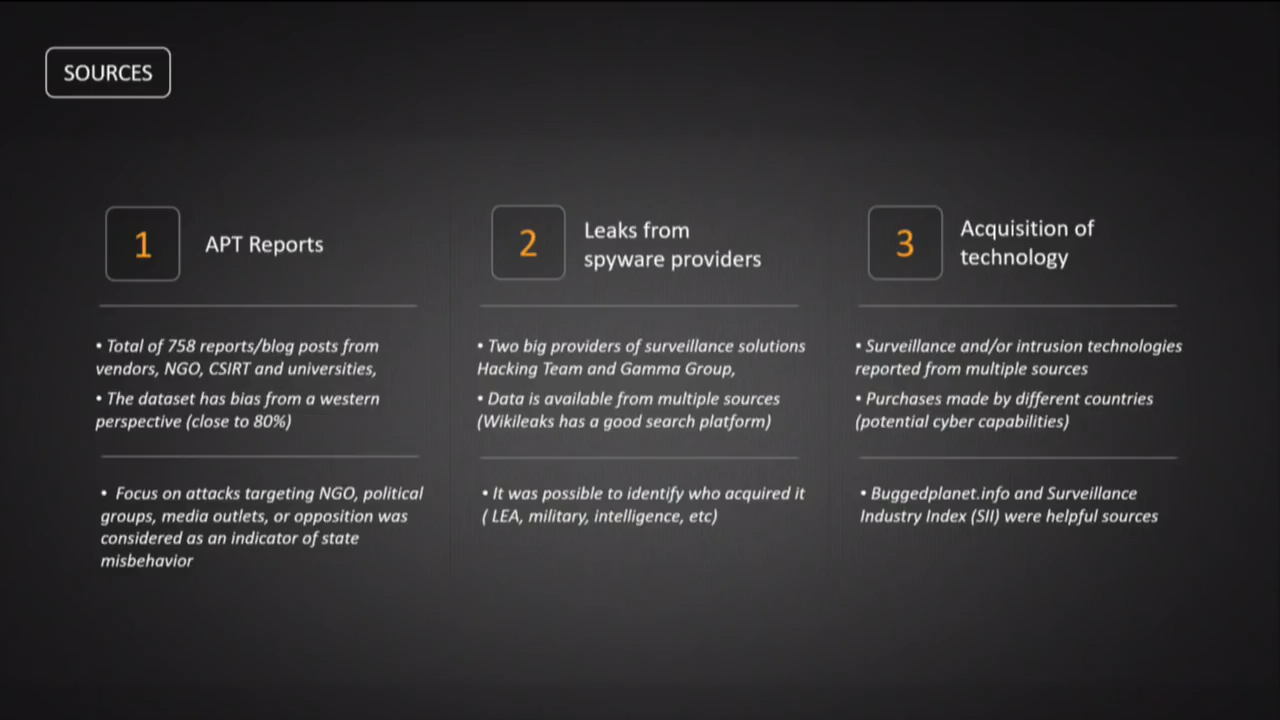 SOURCES
1
APT Reports
• Total of 758 reports/blog posts from
vendors, NGO, CSIRT and universities,
• The dataset has bias from a western
perspective (close to 80%)
• Focus on attacks targeting NGO, political
groups, media outlets, or opposition was
considered as an indicator of state
misbehavior
2
Leaks from
spyware providers
• Two big providers of surveillance solutions
Hacking Team and Gamma Group,
• Data is available from multiple sources
(Wikileaks has a good search platform)
• It was possible to identify who acquired it
( LEA, military, intelligence, etc)
3
Acquisition of
technology
• Surveillance and/or intrusion technologies
reported from multiple sources
• Purchases made by different countries
(potential cyber capabilities)
• Buggedplanet.info and Surveillance
Industry Index (SII) were helpful sources